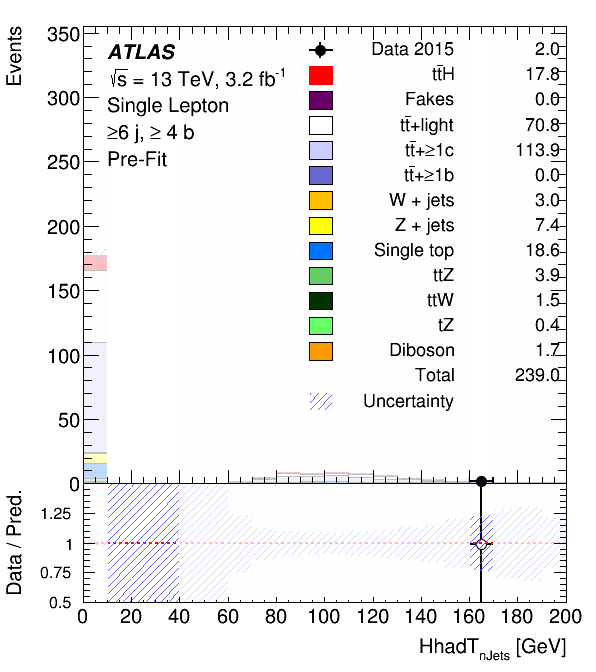 Events
350
300
250
200
150
100
50
0
ATLAS
√s = 13 TeV, 3.2 fb⁻¹
Single Lepton
≥6 j, ≥ 4 b
Pre-Fit
Data 2015 2.0
tt̄H 17.8
Fakes 0.0
tt̄+light 70.8
tt̄+≥1c 113.9
tt̄+≥1b 0.0
W + jets 3.0
Z + jets 7.4
Single top 18.6
ttZ 3.9
ttW 1.5
tZ 0.4
Diboson 1.7
Total 239.0
Uncertainty
Data / Pred.
1.25
1
0.75
0.5
0 20 40 60 80 100 120 140 160 180 200
HhadT_nJets [GeV]